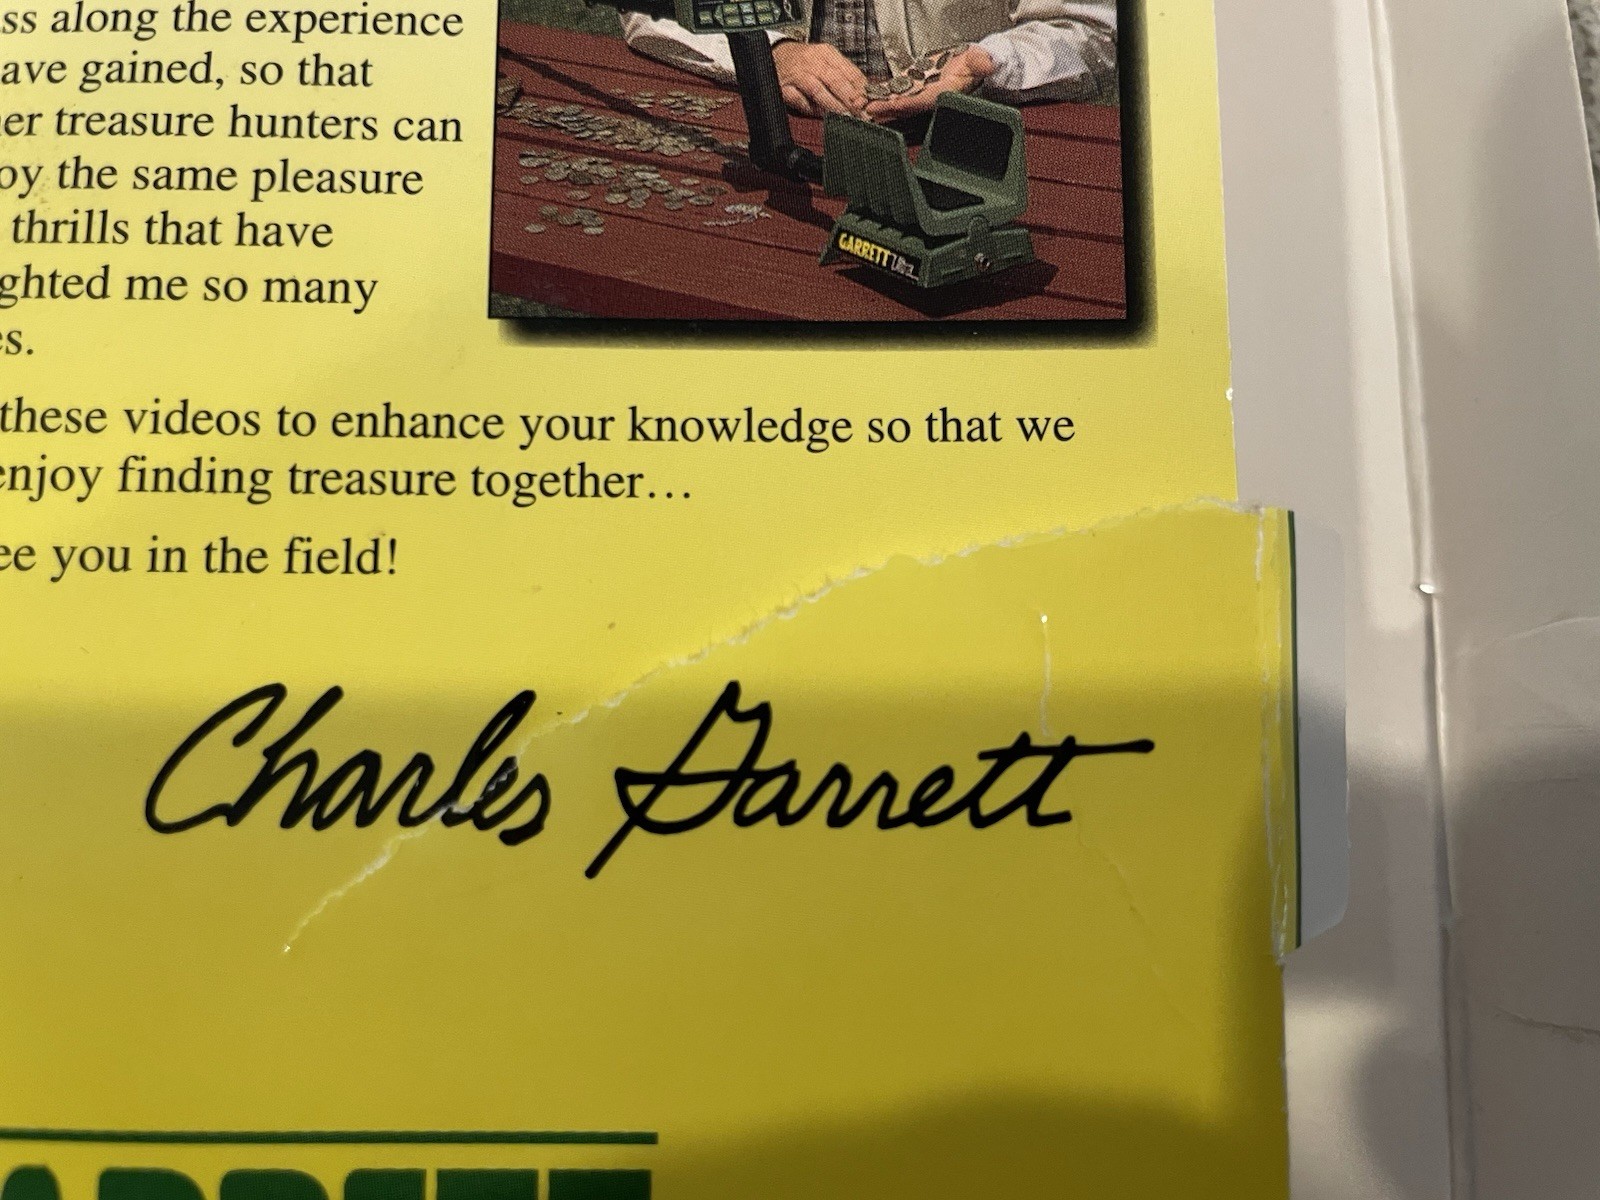 ss along the experience
ave gained, so that
er treasure hunters can
oy the same pleasure
thrills that have
ghted me so many
es.
GARRETT
these videos to enhance your knowledge so that we
enjoy finding treasure together…
ee you in the field!
Charles Garrett